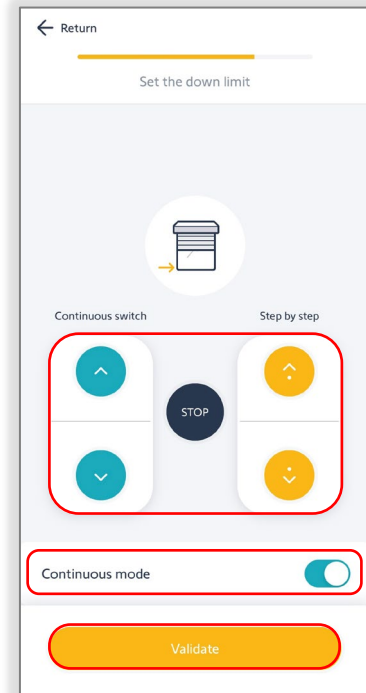 Return
Set the down limit
Continuous switch
Step by step
STOP
Continuous mode
Validate